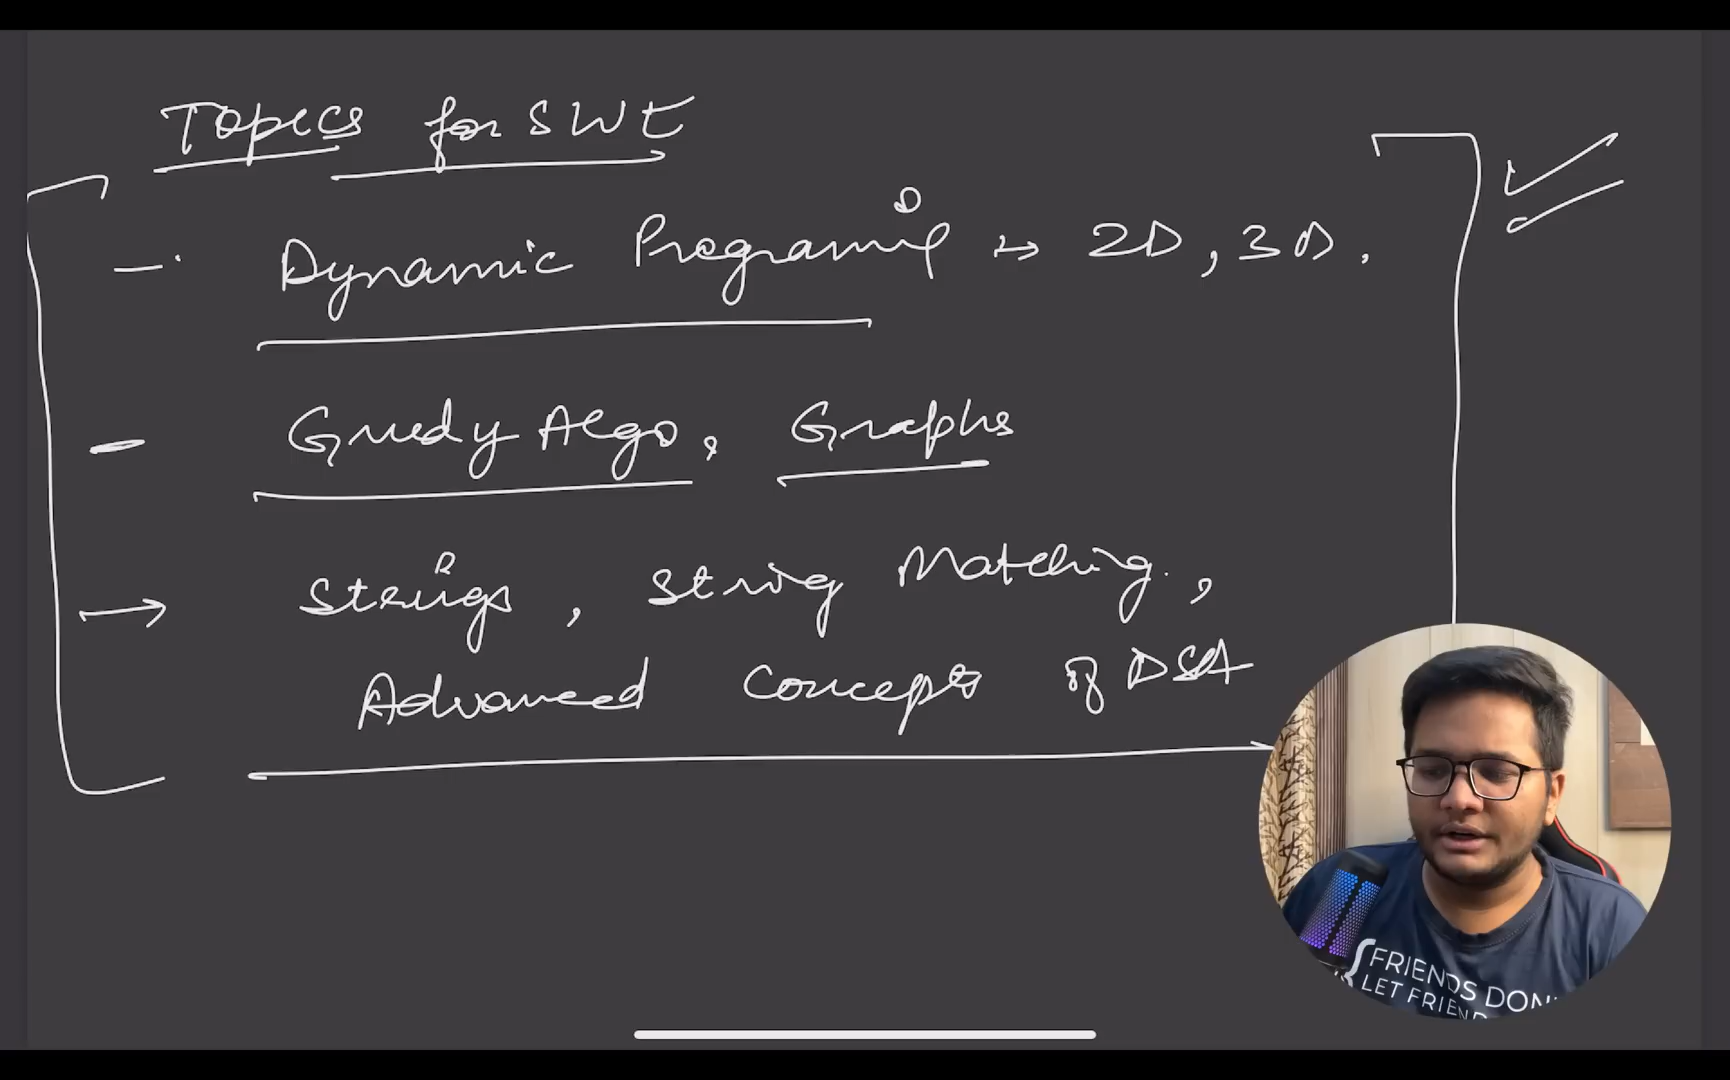 Topics for SWE
- Dynamic Programing → 2D, 3D.
- Greedy Algo, Graphs
→ Strings, String Matching,
Advanced Concepts of DSA
FRIENDS DON'
LET FRIEND